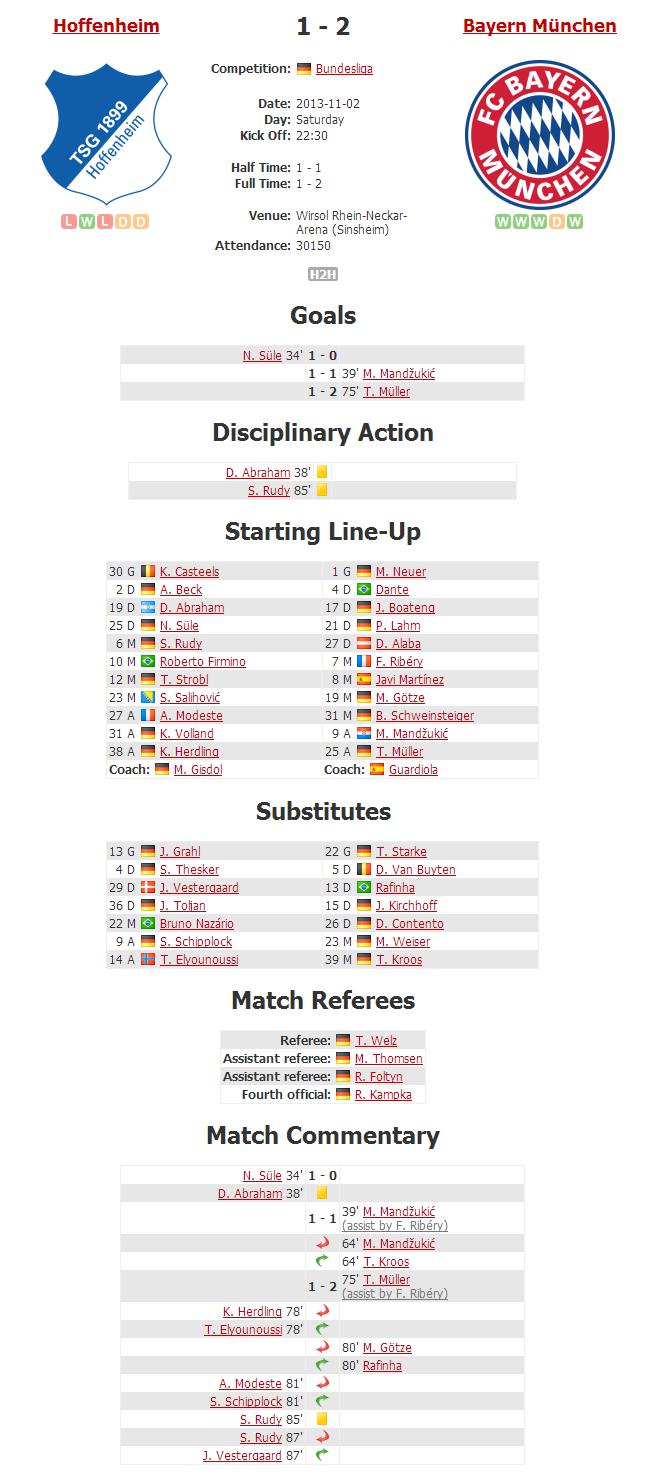 Hoffenheim
1 - 2
Bayern München
TSG 1899
Hoffenheim
FC BAYERN
MÜNCHEN
L W L D D
W W W D W
Competition: Bundesliga
Date: 2013-11-02
Day: Saturday
Kick Off: 22:30
Half Time: 1 - 1
Full Time: 1 - 2
Venue: Wirsol Rhein-Neckar-
Arena (Sinsheim)
Attendance: 30150
H2H
Goals
N. Süle 34' 1 - 0
1 - 1 39' M. Mandžukić
1 - 2 75' T. Müller
Disciplinary Action
D. Abraham 38'
S. Rudy 85'
Starting Line-Up
30 G K. Casteels 1 G M. Neuer
2 D A. Beck 4 D Dante
19 D D. Abraham 17 D J. Boateng
25 D N. Süle 21 D P. Lahm
6 M S. Rudy 27 D D. Alaba
10 M Roberto Firmino 7 M F. Ribéry
12 M T. Strobl 8 M Javi Martínez
23 M S. Salihović 19 M M. Götze
27 A A. Modeste 31 M B. Schweinsteiger
31 A K. Volland 9 A M. Mandžukić
38 A K. Herdling 25 A T. Müller
Coach: M. Gisdol Coach: Guardiola
Substitutes
13 G J. Grahl 22 G T. Starke
4 D S. Thesker 5 D D. Van Buyten
29 D J. Vestergaard 13 D Rafinha
36 D J. Toljan 15 D J. Kirchhoff
22 M Bruno Nazário 26 D D. Contento
9 A S. Schipplock 23 M M. Weiser
14 A T. Elyounoussi 39 M T. Kroos
Match Referees
Referee: T. Welz
Assistant referee: M. Thomsen
Assistant referee: R. Foltyn
Fourth official: R. Kampka
Match Commentary
N. Süle 34' 1 - 0
D. Abraham 38'
1 - 1 39' M. Mandžukić
(assist by F. Ribéry)
64' M. Mandžukić
64' T. Kroos
1 - 2 75' T. Müller
(assist by F. Ribéry)
K. Herdling 78'
T. Elyounoussi 78'
80' M. Götze
80' Rafinha
A. Modeste 81'
S. Schipplock 81'
S. Rudy 85'
S. Rudy 87'
J. Vestergaard 87'